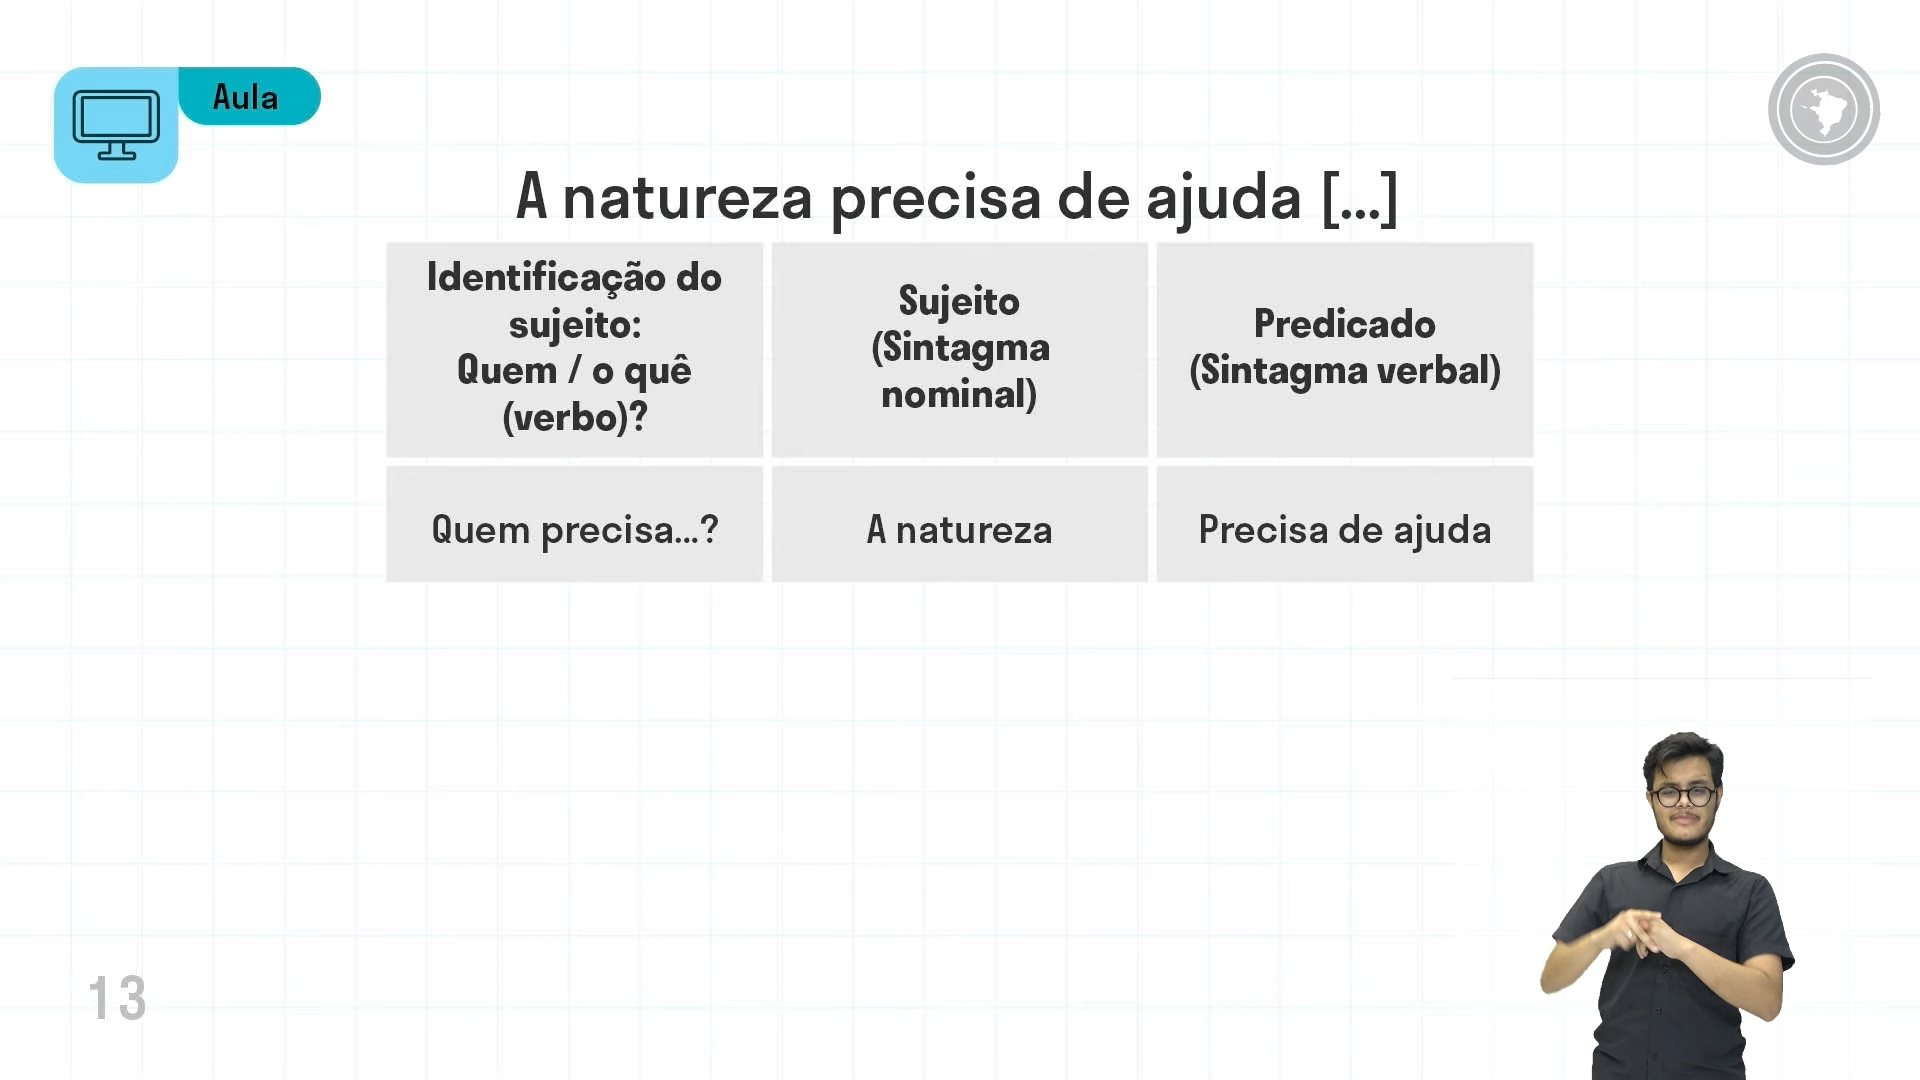 Aula
A natureza precisa de ajuda [...]
Identificação do
sujeito:
Quem / o quê
(verbo)?
Sujeito
(Sintagma
nominal)
Predicado
(Sintagma verbal)
Quem precisa...?
A natureza
Precisa de ajuda
13